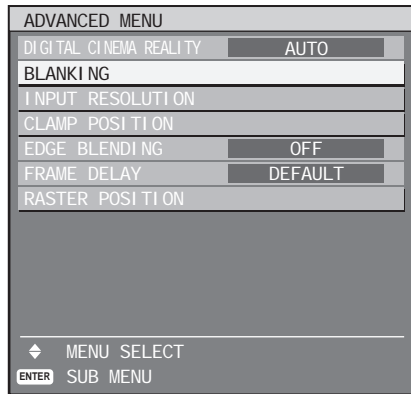 ADVANCED MENU
DIGITAL CINEMA REALITY AUTO
BLANKING
INPUT RESOLUTION
CLAMP POSITION
EDGE BLENDING OFF
FRAME DELAY DEFAULT
RASTER POSITION
MENU SELECT
ENTER SUB MENU